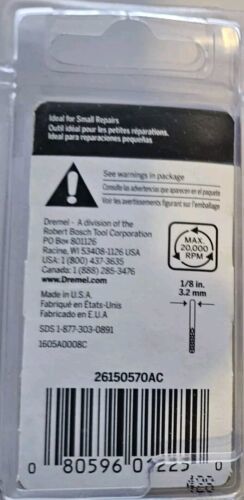 Ideal for Small Repairs
Outil idéal pour les petites réparations.
Ideal para reparaciones pequeñas
See warnings in package
Consulte las advertencias que aparecen en el paquete
Voir les avertissements figurant sur l'emballage
Dremel - A division of the
Robert Bosch Tool Corporation
PO Box 801126
Racine, WI 53408-1126 USA
USA: 1 (800) 437-3635
Canada: 1 (888) 285-3476
www.Dremel.com
MAX.
20,000
RPM
Made in U.S.A.
Fabriqué en États-Unis
Fabricado en E.U.A
SDS 1-877-303-0891
1605A0008C
1/8 in.
3.2 mm
26150570AC
0 80596 01225 0